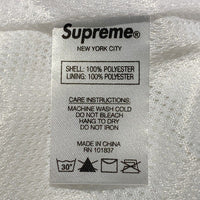 Supreme®
NEW YORK CITY
SHELL: 100% POLYESTER
LINING: 100% POLYESTER
CARE INSTRUCTIONS:
MACHINE WASH COLD
DO NOT BLEACH
HANG TO DRY
DO NOT IRON
MADE IN CHINA
RN 101837
30°